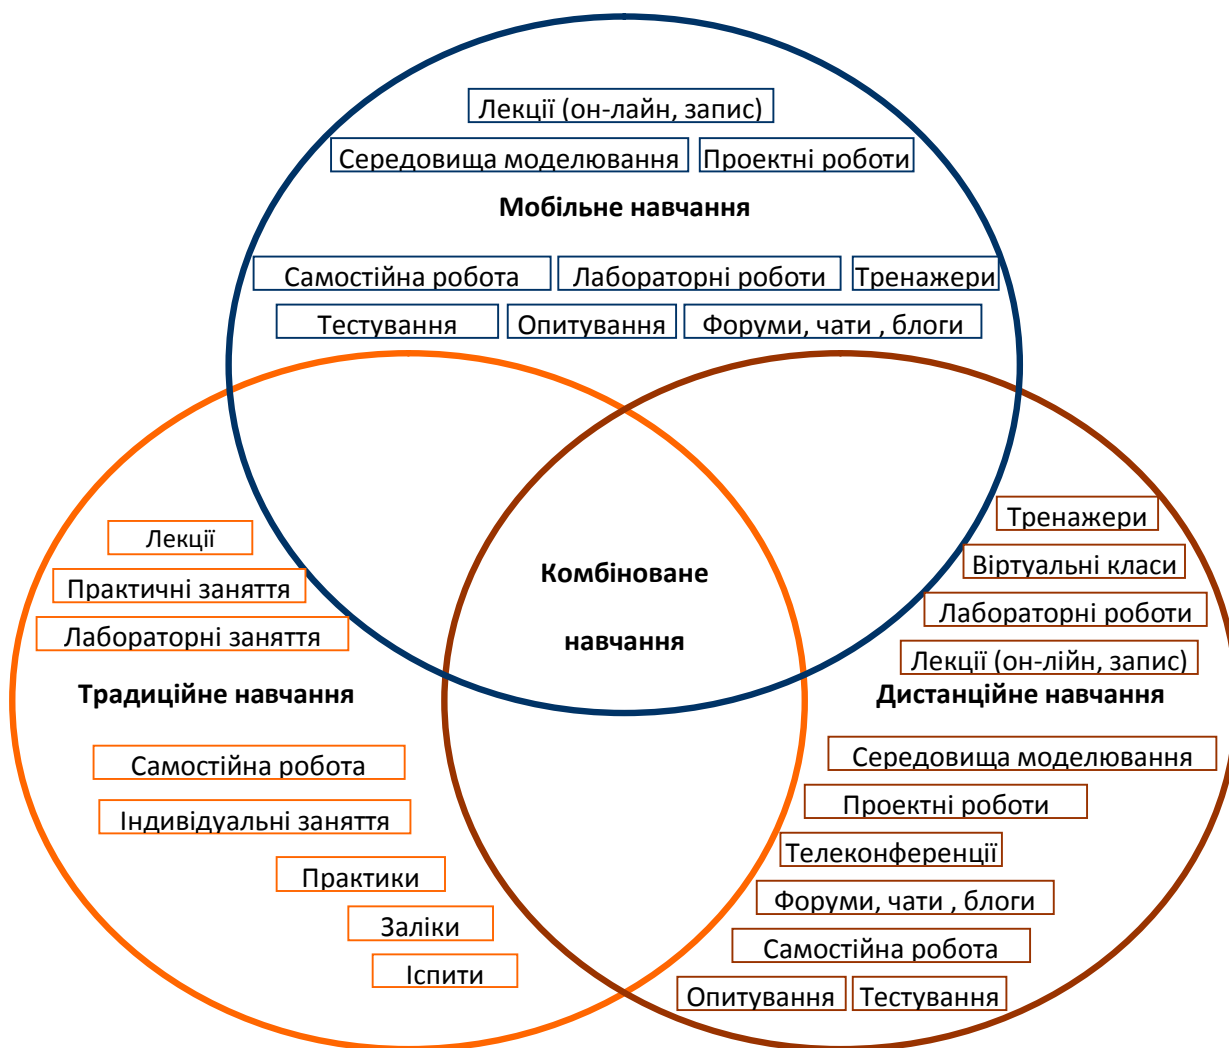 Лекції (он-лайн, запис)
Середовища моделювання
Проектні роботи
Мобільне навчання
Самостійна робота
Лабораторні роботи
Тренажери
Тестування
Опитування
Форуми, чати , блоги
Лекції
Практичні заняття
Лабораторні заняття
Традиційне навчання
Самостійна робота
Індивідуальні заняття
Практики
Заліки
Іспити
Комбіноване
навчання
Тренажери
Віртуальні класи
Лабораторні роботи
Лекції (он-лійн, запис)
Дистанційне навчання
Середовища моделювання
Проектні роботи
Телеконференції
Форуми, чати , блоги
Самостійна робота
Опитування
Тестування